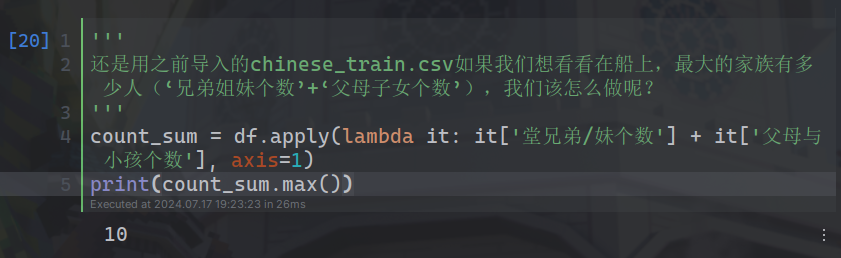 [20] 1 '''
2 还是用之前导入的chinese_train.csv如果我们想看看在船上，最大的家族有多
少人（‘兄弟姐妹个数’+‘父母子女个数’），我们该怎么做呢？
3 '''
4 count_sum = df.apply(lambda it: it['堂兄弟/妹个数'] + it['父母与
小孩个数'], axis=1)
5 print(count_sum.max())
Executed at 2024.07.17 19:23:23 in 26ms
10